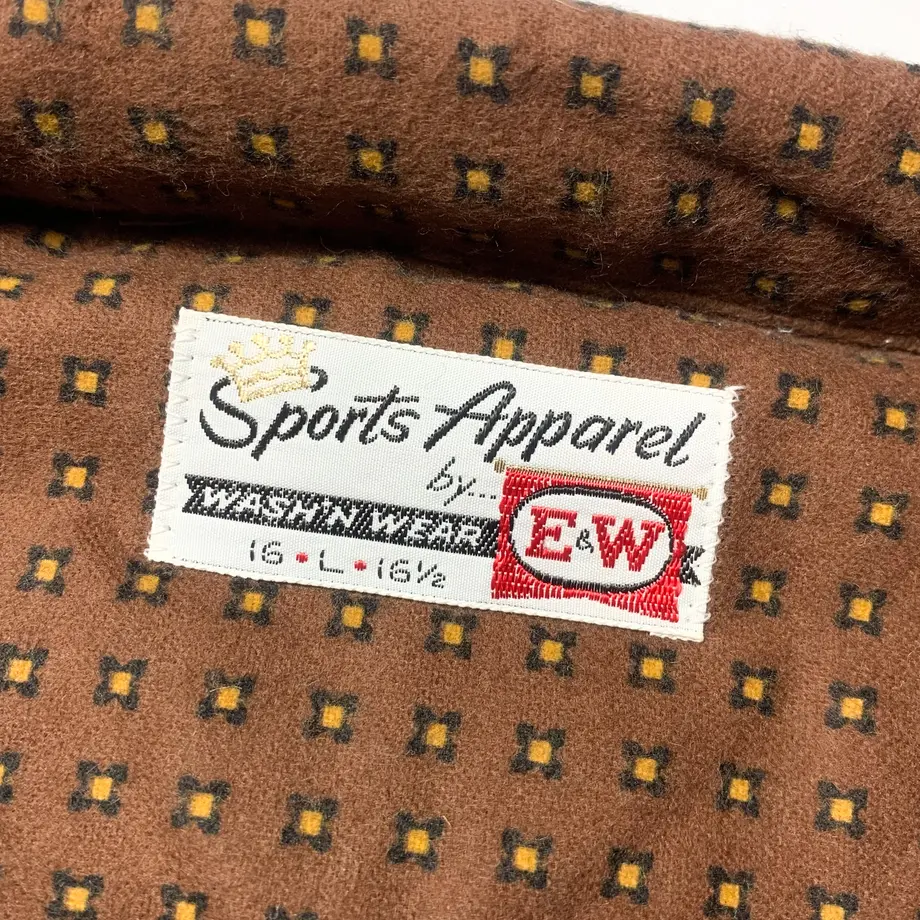 Sports Apparel
by...
WASH'N WEAR
E&W
16 • L • 16½